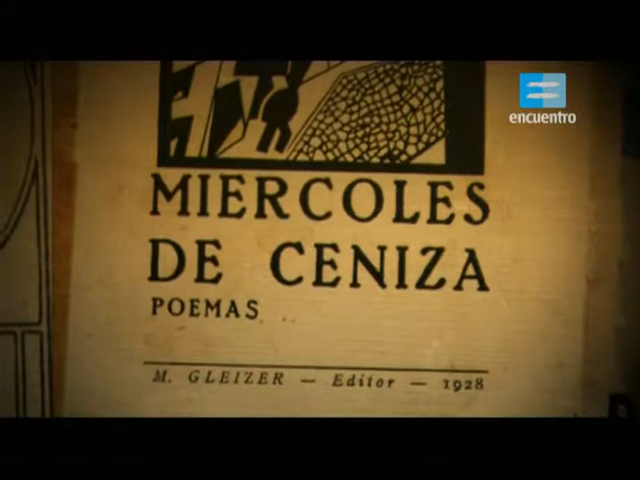 encuentro
MIERCOLES
DE CENIZA
POEMAS
M. GLEIZER — Editor — 1928